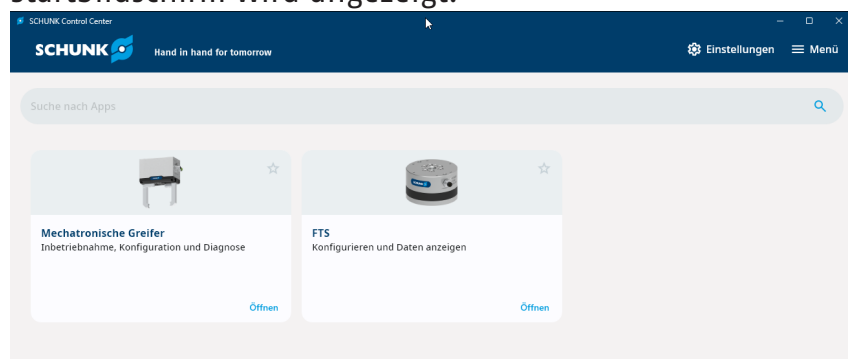 Startbildschirm wird angezeigt.
SCHUNK Control Center
SCHUNK Hand in hand for tomorrow Einstellungen Menü
Suche nach Apps
Mechatronische Greifer
Inbetriebnahme, Konfiguration und Diagnose
Öffnen
FTS
Konfigurieren und Daten anzeigen
Öffnen